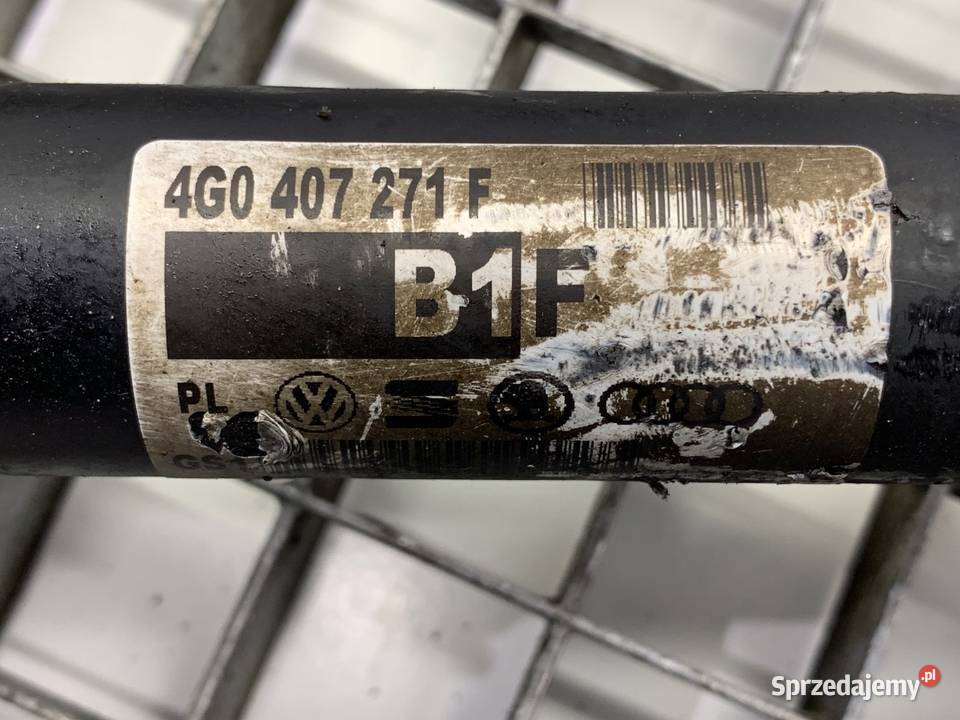 4G0 407 271 F
B1F
PL
Sprzedajemy.pl